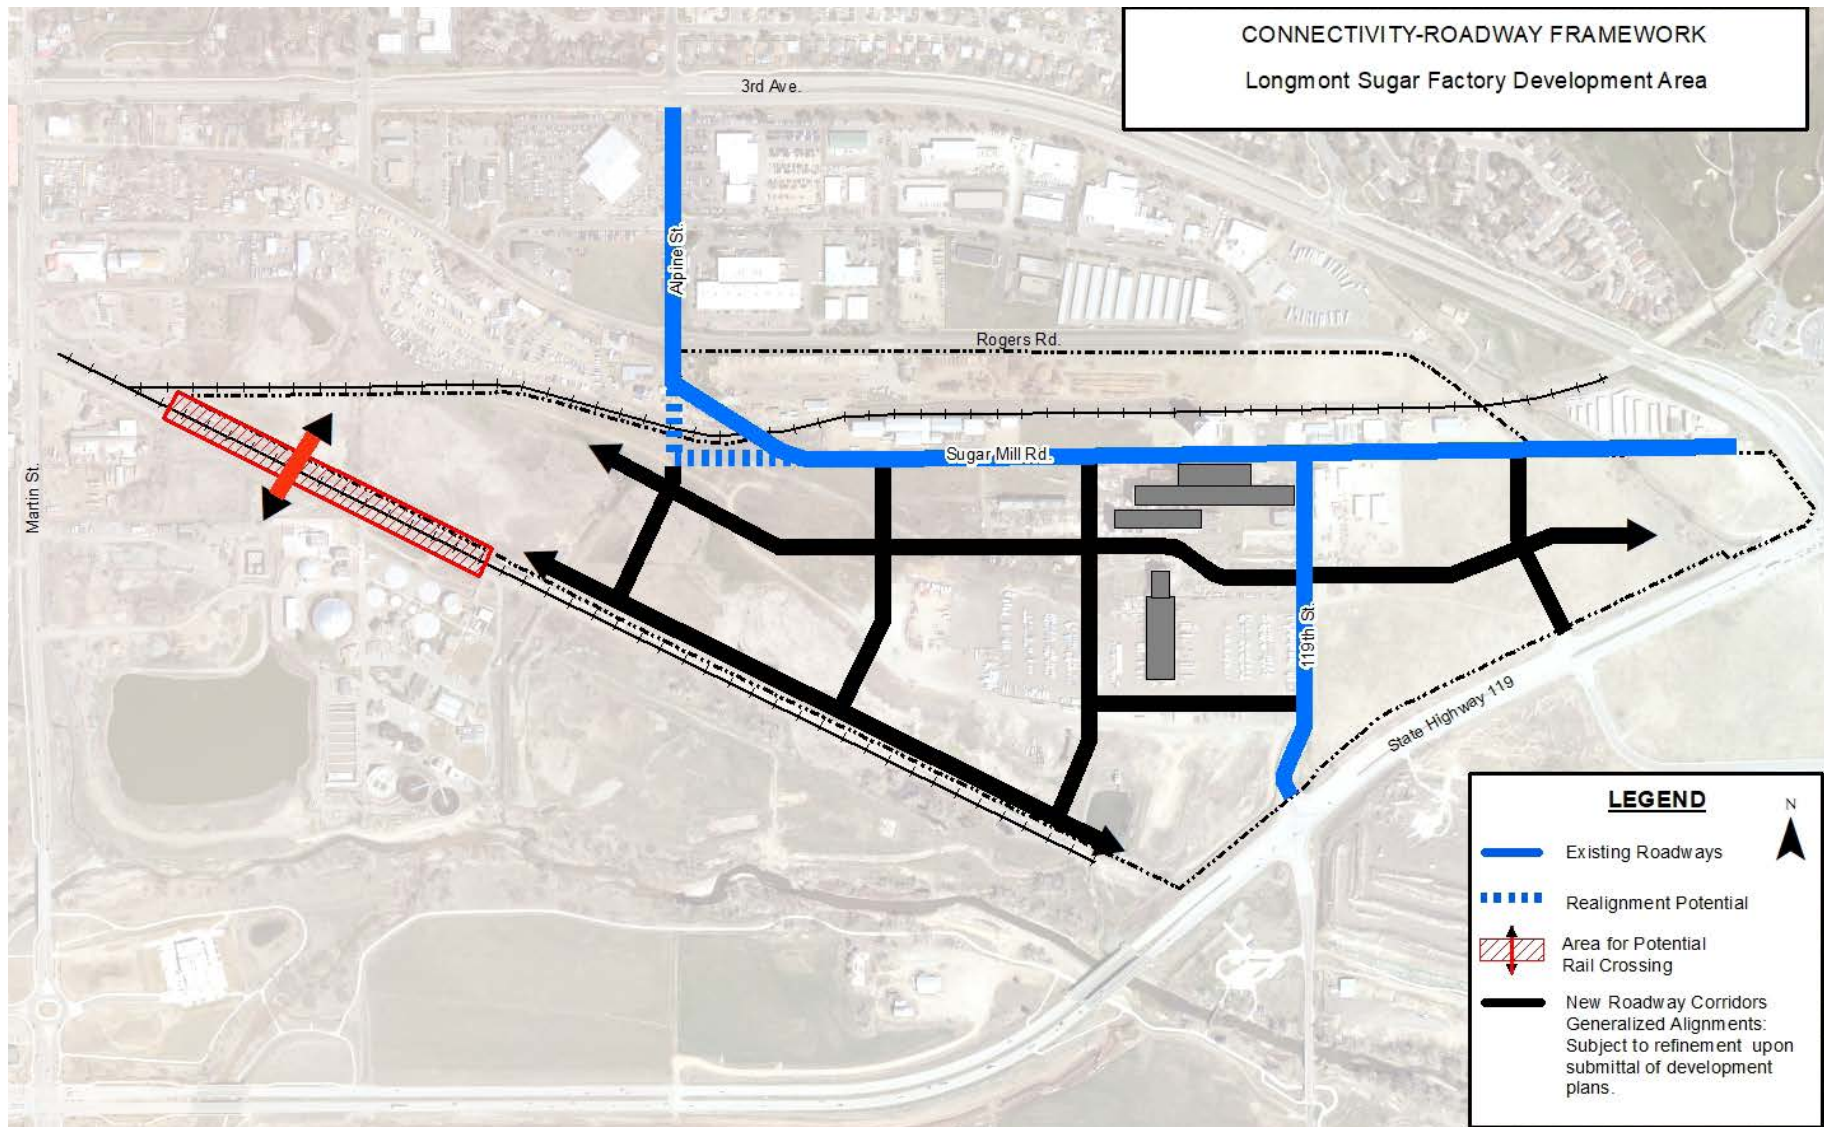 CONNECTIVITY-ROADWAY FRAMEWORK
Longmont Sugar Factory Development Area
3rd Ave.
Alpine St.
Rogers Rd.
Sugar Mill Rd.
Martin St.
119th St.
State Highway 119
LEGEND
N
Existing Roadways
Realignment Potential
Area for Potential
Rail Crossing
New Roadway Corridors
Generalized Alignments:
Subject to refinement upon
submittal of development
plans.